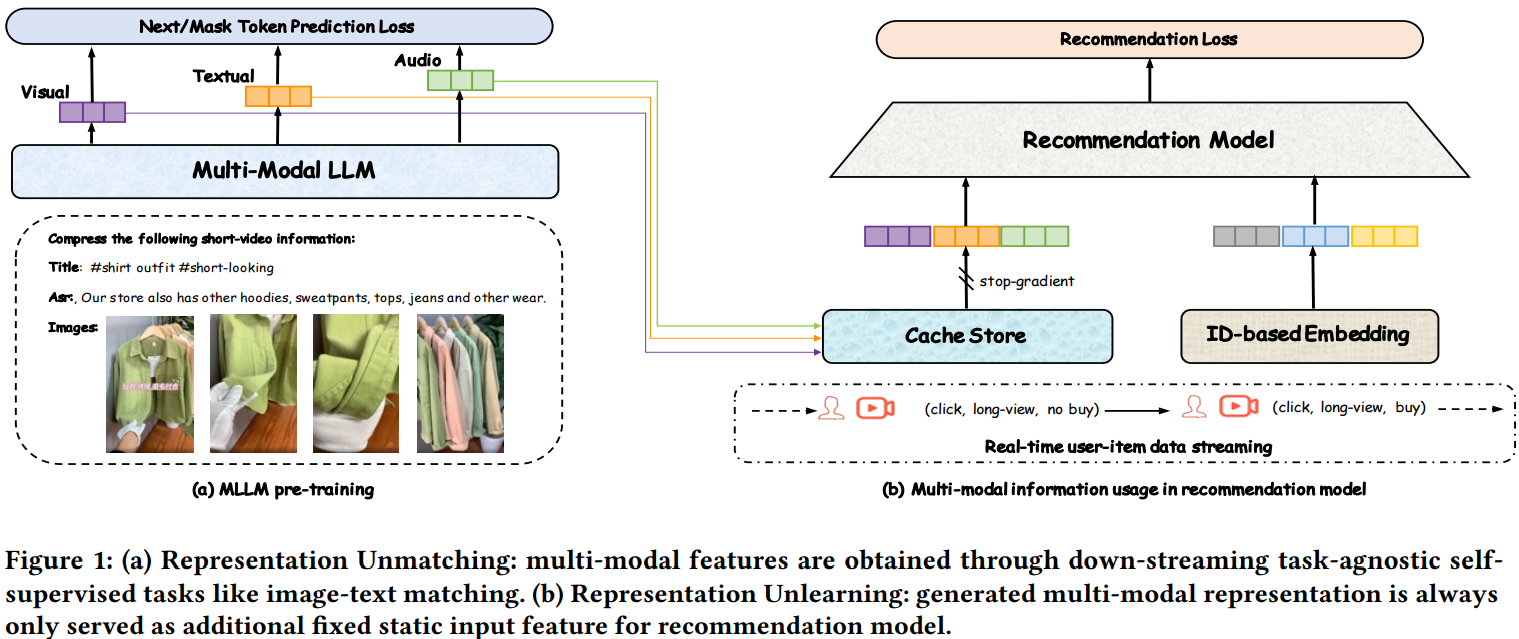 Next/Mask Token Prediction Loss
Visual
Textual
Audio
Multi-Modal LLM
Compress the following short-video information:
Title: #shirt outfit #short-looking
Asr:, Our store also has other hoodies, sweatpants, tops, jeans and other wear.
Images:
(a) MLLM pre-training
Recommendation Loss
Recommendation Model
stop-gradient
Cache Store
ID-based Embedding
(click, long-view, no buy)
(click, long-view, buy)
Real-time user-item data streaming
(b) Multi-modal information usage in recommendation model
Figure 1: (a) Representation Unmatching: multi-modal features are obtained through down-streaming task-agnostic self-
supervised tasks like image-text matching. (b) Representation Unlearning: generated multi-modal representation is always
only served as additional fixed static input feature for recommendation model.